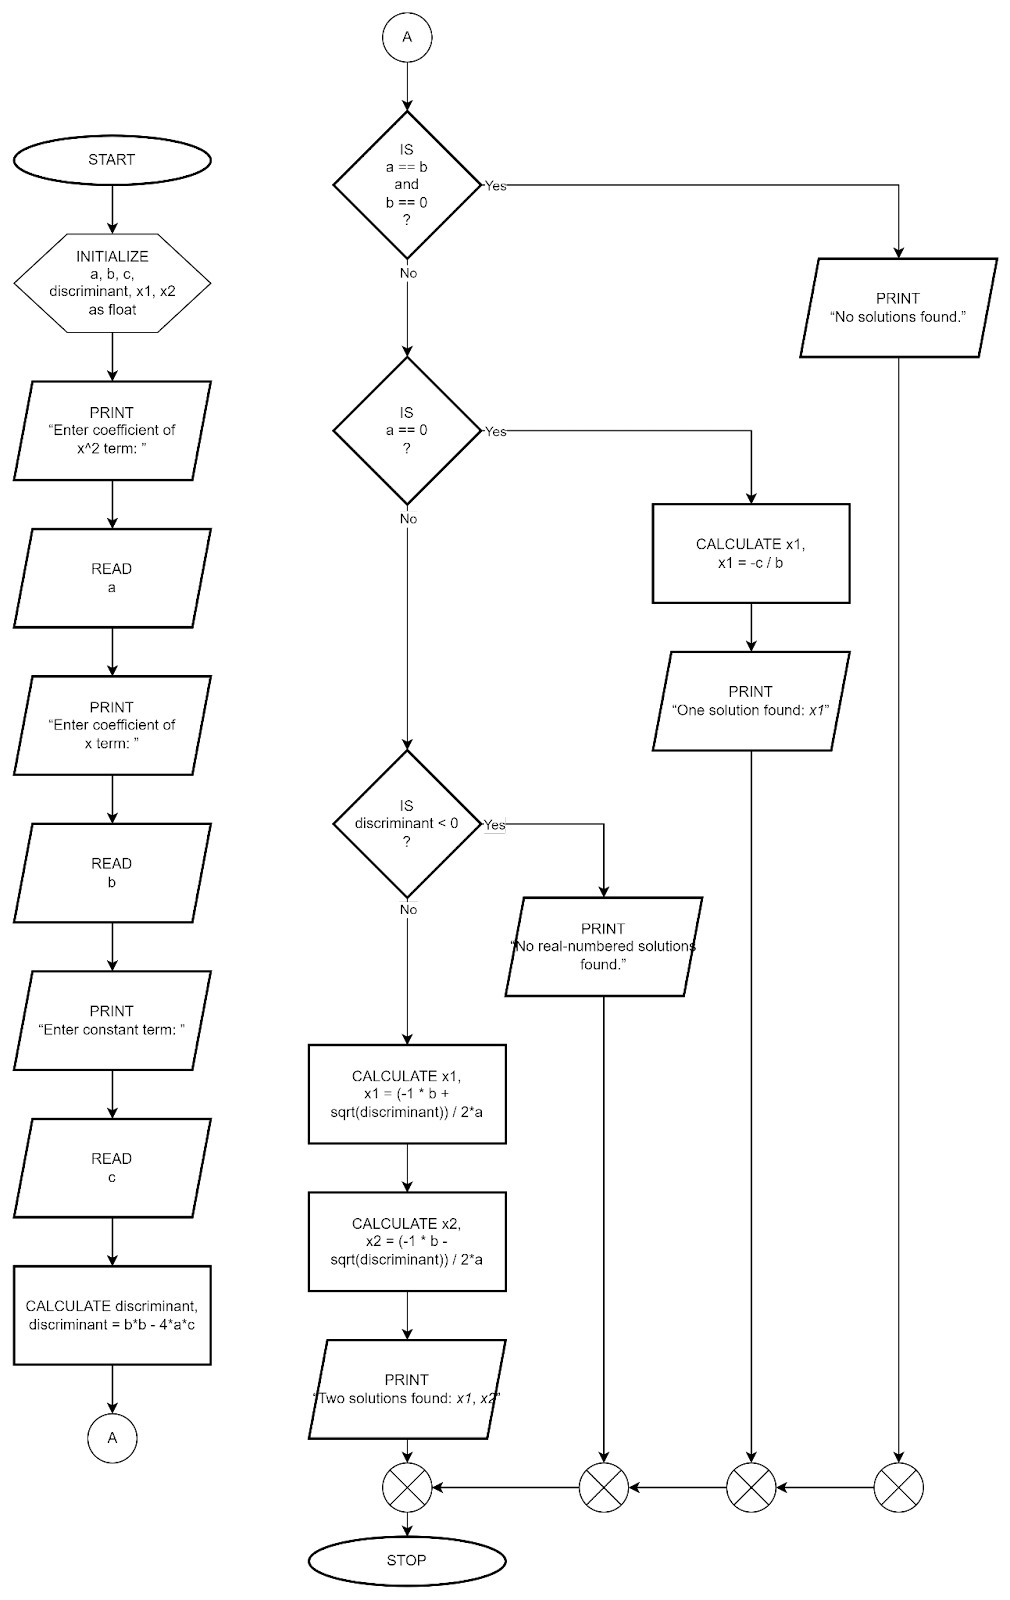 START
INITIALIZE
a, b, c,
discriminant, x1, x2
as float
PRINT
“Enter coefficient of
x^2 term: ”
READ
a
PRINT
“Enter coefficient of
x term: ”
READ
b
PRINT
“Enter constant term: ”
READ
c
CALCULATE discriminant,
discriminant = b*b - 4*a*c
A
A
IS
a == b
and
b == 0
?
Yes
No
PRINT
“No solutions found.”
IS
a == 0
?
Yes
No
CALCULATE x1,
x1 = -c / b
PRINT
“One solution found: x1”
IS
discriminant < 0
?
Yes
No
PRINT
“No real-numbered solutions
found.”
CALCULATE x1,
x1 = (-1 * b +
sqrt(discriminant)) / 2*a
CALCULATE x2,
x2 = (-1 * b -
sqrt(discriminant)) / 2*a
PRINT
“Two solutions found: x1, x2”
STOP